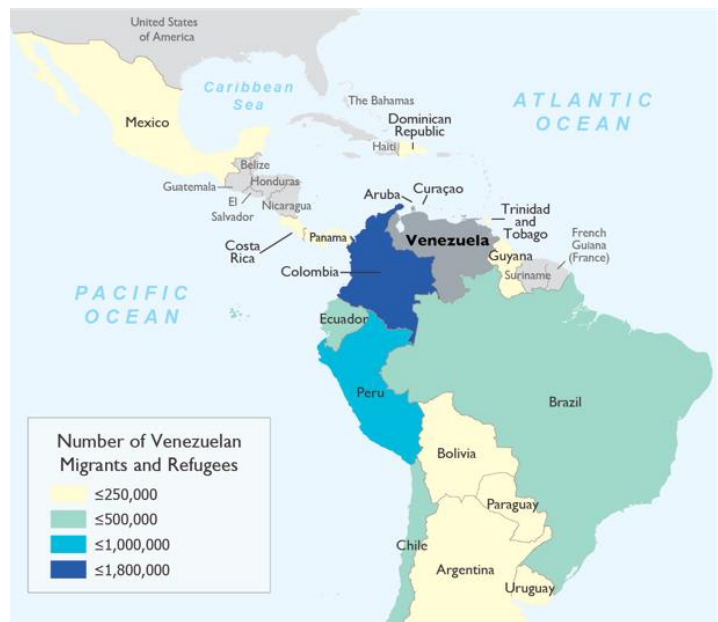 United States
of America
Caribbean
Sea
The Bahamas
ATLANTIC
OCEAN
Mexico
Dominican
Republic
Haiti
Belize
Guatemala
Honduras
El
Salvador
Nicaragua
Aruba
Curaçao
Trinidad
and
Tobago
Costa
Rica
Panama
Venezuela
Guyana
Suriname
French
Guiana
(France)
Colombia
PACIFIC
OCEAN
Ecuador
Peru
Brazil
Bolivia
Paraguay
Chile
Argentina
Uruguay
Number of Venezuelan
Migrants and Refugees
≤250,000
≤500,000
≤1,000,000
≤1,800,000